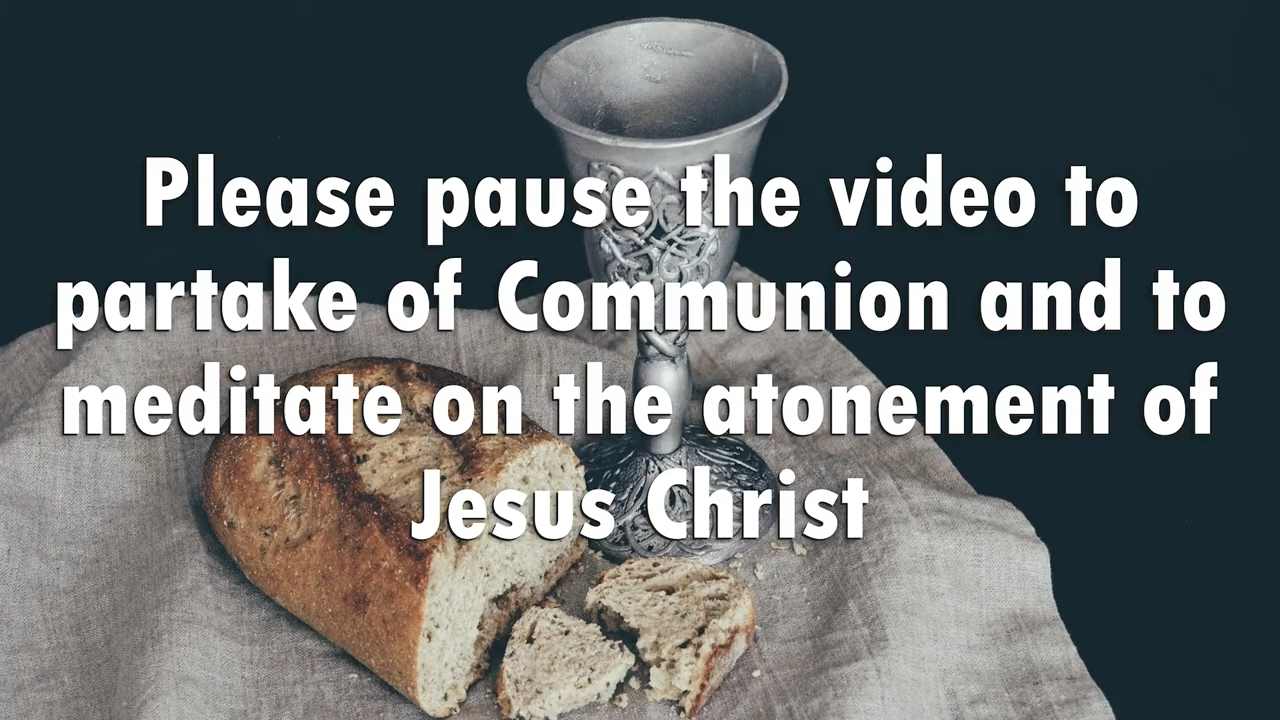 Please pause the video to
partake of Communion and to
meditate on the atonement of
Jesus Christ